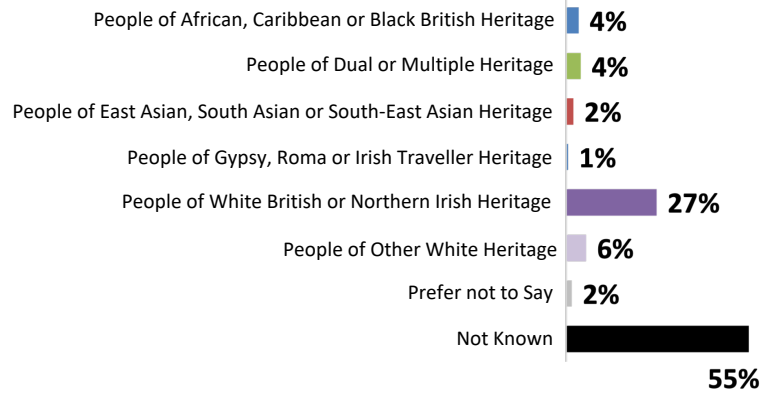 People of African, Caribbean or Black British Heritage 4%
People of Dual or Multiple Heritage 4%
People of East Asian, South Asian or South-East Asian Heritage 2%
People of Gypsy, Roma or Irish Traveller Heritage 1%
People of White British or Northern Irish Heritage 27%
People of Other White Heritage 6%
Prefer not to Say 2%
Not Known
55%